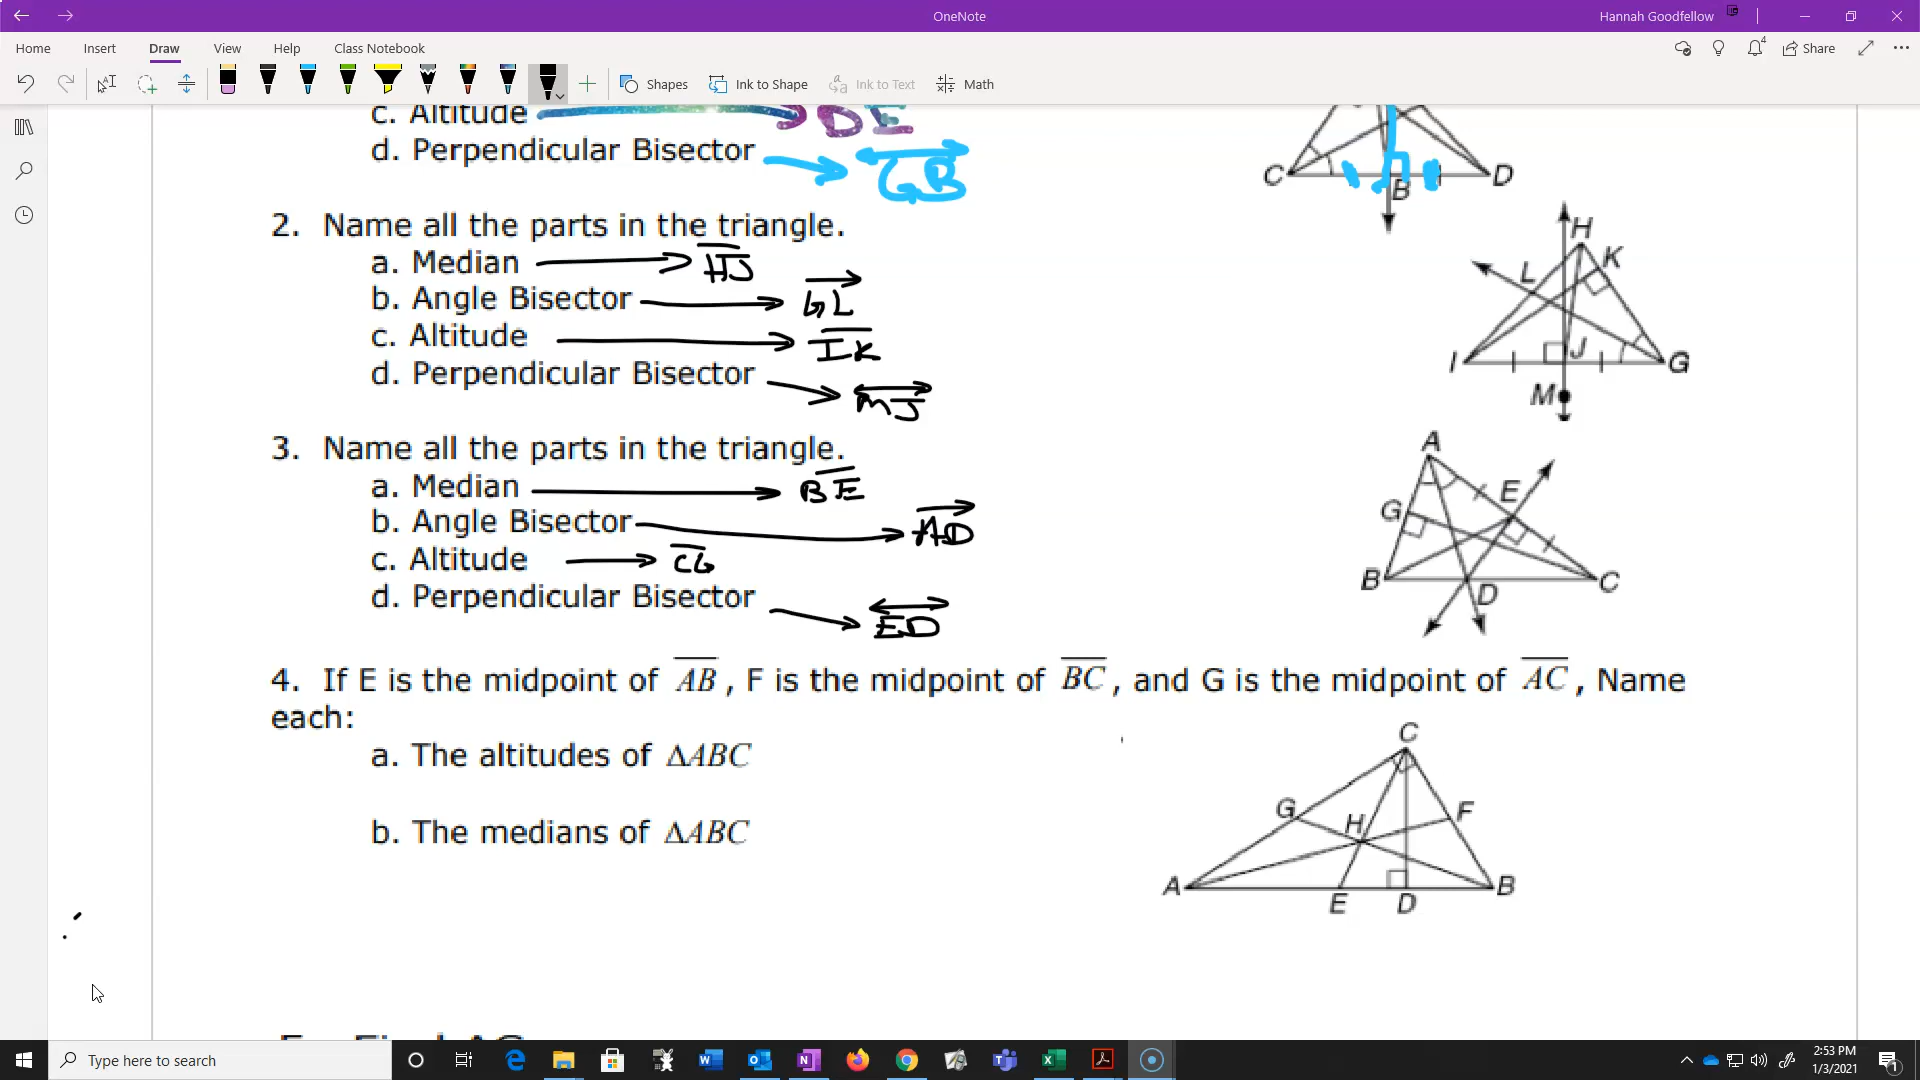 OneNote
Hannah Goodfellow
Home Insert Draw View Help Class Notebook
4
Share
Shapes Ink to Shape Ink to Text Math
c. Altitude DE
d. Perpendicular Bisector GB
C B D
2. Name all the parts in the triangle.
a. Median HJ
b. Angle Bisector GL
c. Altitude IK
d. Perpendicular Bisector MJ
H K L I J G M
3. Name all the parts in the triangle.
a. Median BE
b. Angle Bisector AD
c. Altitude CG
d. Perpendicular Bisector ED
A E G B D C
4. If E is the midpoint of AB, F is the midpoint of BC, and G is the midpoint of AC, Name
each:
a. The altitudes of ΔABC
b. The medians of ΔABC
C G H F A E D B
Type here to search
2:53 PM
1/3/2021
1